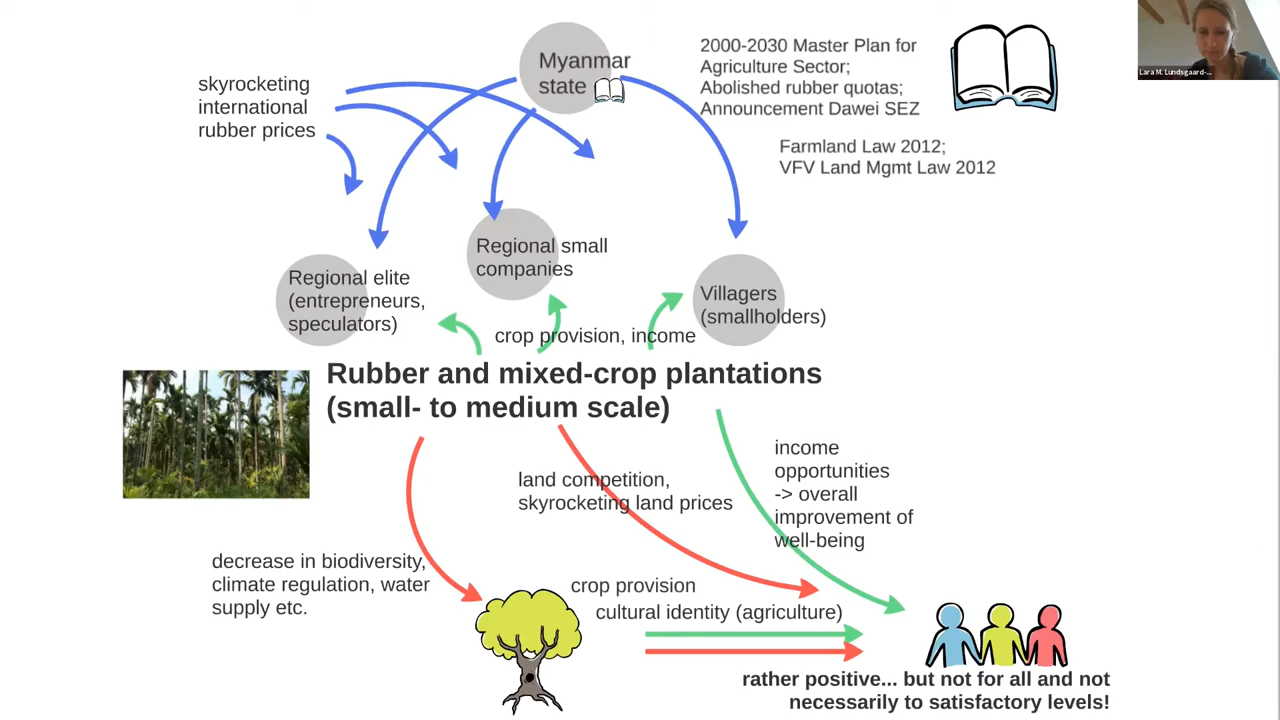 Myanmar
state
2000-2030 Master Plan for
Agriculture Sector;
Abolished rubber quotas;
Announcement Dawei SEZ
Farmland Law 2012;
VFV Land Mgmt Law 2012
Lara M. Lundsgaard-...
skyrocketing
international
rubber prices
Regional small
companies
Regional elite
(entrepreneurs,
speculators)
Villagers
(smallholders)
crop provision, income
Rubber and mixed-crop plantations
(small- to medium scale)
income
opportunities
-> overall
improvement of
well-being
land competition,
skyrocketing land prices
decrease in biodiversity,
climate regulation, water
supply etc.
crop provision
cultural identity (agriculture)
rather positive... but not for all and not
necessarily to satisfactory levels!